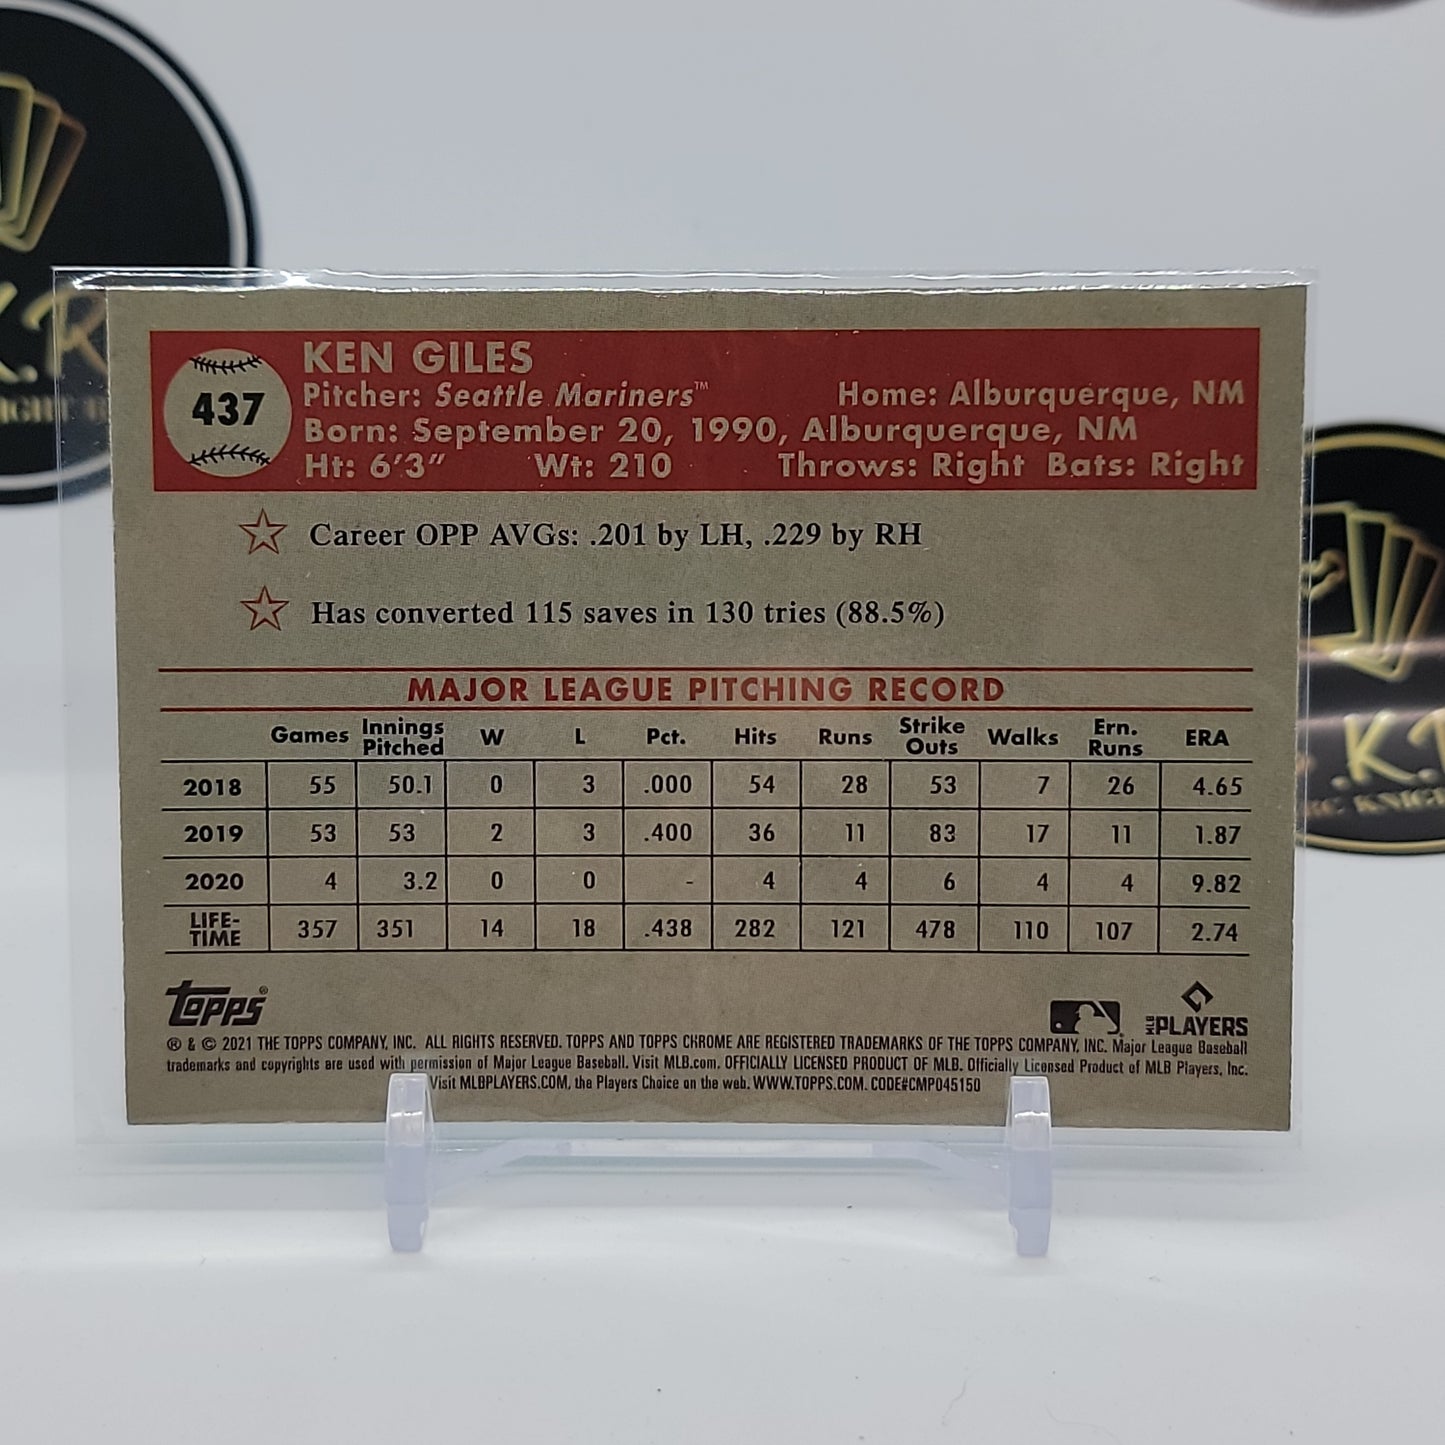 437
KEN GILES
Pitcher: Seattle Mariners™ Home: Alburquerque, NM
Born: September 20, 1990, Alburquerque, NM
Ht: 6'3" Wt: 210 Throws: Right Bats: Right
Career OPP AVGs: .201 by LH, .229 by RH
Has converted 115 saves in 130 tries (88.5%)
MAJOR LEAGUE PITCHING RECORD
Games Innings Pitched W L Pct. Hits Runs Strike Outs Walks Ern. Runs ERA
2018 55 50.1 0 3 .000 54 28 53 7 26 4.65
2019 53 53 2 3 .400 36 11 83 17 11 1.87
2020 4 3.2 0 0 - 4 4 6 4 4 9.82
LIFE-TIME 357 351 14 18 .438 282 121 478 110 107 2.74
Topps®
MLB PLAYERS
® & © 2021 THE TOPPS COMPANY, INC. ALL RIGHTS RESERVED. TOPPS AND TOPPS CHROME ARE REGISTERED TRADEMARKS OF THE TOPPS COMPANY, INC. Major League Baseball
trademarks and copyrights are used with permission of Major League Baseball. Visit MLB.com. OFFICIALLY LICENSED PRODUCT OF MLB. Officially Licensed Product of MLB Players, Inc.
Visit MLBPLAYERS.COM, the Players Choice on the web. WWW.TOPPS.COM. CODE#CMP045150